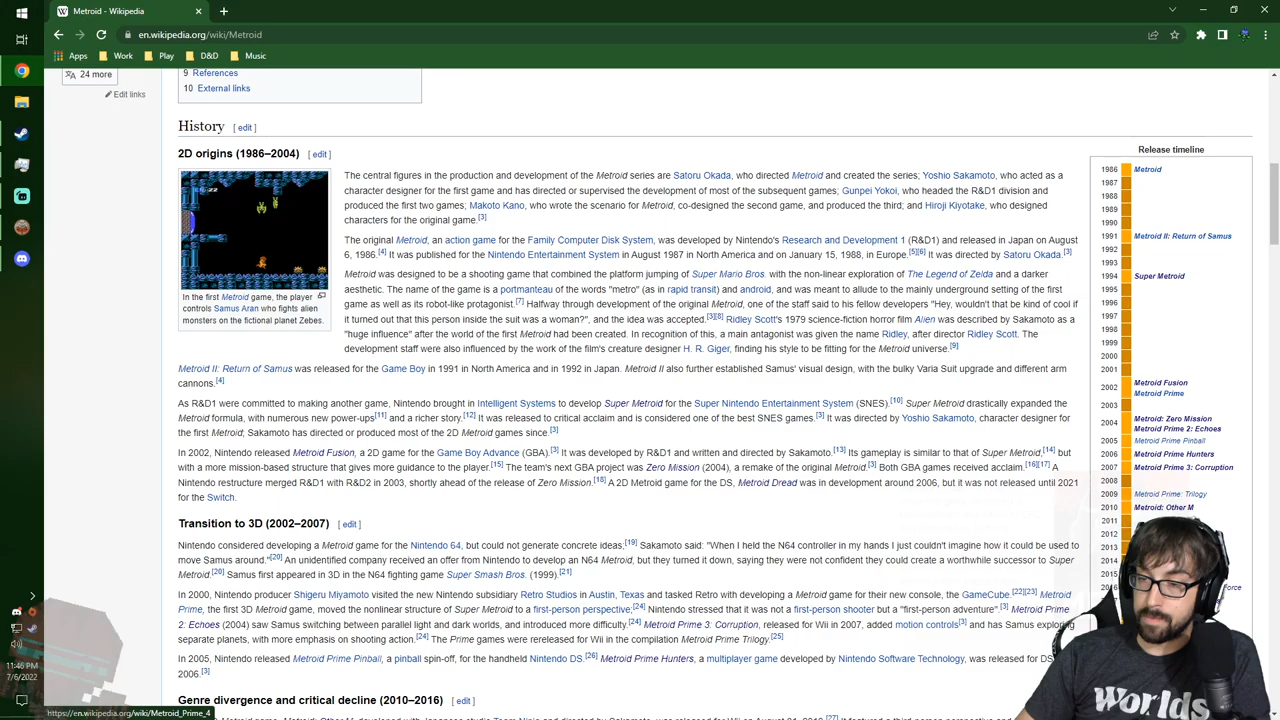 Metroid - Wikipedia
en.wikipedia.org/wiki/Metroid
Apps Work Play D&D Music
24 more
Edit links
9 References
10 External links
History [ edit ]
2D origins (1986–2004) [ edit ]
In the first Metroid game, the player
controls Samus Aran who fights alien
monsters on the fictional planet Zebes.
The central figures in the production and development of the Metroid series are Satoru Okada, who directed Metroid and created the series; Yoshio Sakamoto, who acted as a
character designer for the first game and has directed or supervised the development of most of the subsequent games; Gunpei Yokoi, who headed the R&D1 division and
produced the first two games; Makoto Kano, who wrote the scenario for Metroid, co-designed the second game, and produced the third; and Hiroji Kiyotake, who designed
characters for the original game.[3]
The original Metroid, an action game for the Family Computer Disk System, was developed by Nintendo's Research and Development 1 (R&D1) and released in Japan on August
6, 1986.[4] It was published for the Nintendo Entertainment System in August 1987 in North America and on January 15, 1988, in Europe.[5][6] It was directed by Satoru Okada.[3]
Metroid was designed to be a shooting game that combined the platform jumping of Super Mario Bros. with the non-linear exploration of The Legend of Zelda and a darker
aesthetic. The name of the game is a portmanteau of the words "metro" (as in rapid transit) and android, and was meant to allude to the mainly underground setting of the first
game as well as its robot-like protagonist.[7] Halfway through development of the original Metroid, one of the staff said to his fellow developers "Hey, wouldn't that be kind of cool if
it turned out that this person inside the suit was a woman?", and the idea was accepted.[3][8] Ridley Scott's 1979 science-fiction horror film Alien was described by Sakamoto as a
"huge influence" after the world of the first Metroid had been created. In recognition of this, a main antagonist was given the name Ridley, after director Ridley Scott. The
development staff were also influenced by the work of the film's creature designer H. R. Giger, finding his style to be fitting for the Metroid universe.[9]
Metroid II: Return of Samus was released for the Game Boy in 1991 in North America and in 1992 in Japan. Metroid II also further established Samus' visual design, with the bulky Varia Suit upgrade and different arm
cannons.[4]
As R&D1 were committed to making another game, Nintendo brought in Intelligent Systems to develop Super Metroid for the Super Nintendo Entertainment System (SNES).[10] Super Metroid drastically expanded the
Metroid formula, with numerous new power-ups[11] and a richer story.[12] It was released to critical acclaim and is considered one of the best SNES games.[3] It was directed by Yoshio Sakamoto, character designer for
the first Metroid; Sakamoto has directed or produced most of the 2D Metroid games since.[3]
In 2002, Nintendo released Metroid Fusion, a 2D game for the Game Boy Advance (GBA).[3] It was developed by R&D1 and written and directed by Sakamoto.[13] Its gameplay is similar to that of Super Metroid,[14] but
with a more mission-based structure that gives more guidance to the player.[15] The team's next GBA project was Zero Mission (2004), a remake of the original Metroid.[3] Both GBA games received acclaim.[16][17] A
Nintendo restructure merged R&D1 with R&D2 in 2003, shortly ahead of the release of Zero Mission.[18] A 2D Metroid game for the DS, Metroid Dread was in development around 2006, but it was not released until 2021
for the Switch.
Transition to 3D (2002–2007) [ edit ]
Nintendo considered developing a Metroid game for the Nintendo 64, but could not generate concrete ideas;[19] Sakamoto said: "When I held the N64 controller in my hands I just couldn't imagine how it could be used to
move Samus around."[20] An unidentified company received an offer from Nintendo to develop an N64 Metroid, but they turned it down, saying they were not confident they could create a worthwhile successor to Super
Metroid.[20] Samus first appeared in 3D in the N64 fighting game Super Smash Bros. (1999).[21]
In 2000, Nintendo producer Shigeru Miyamoto visited the new Nintendo subsidiary Retro Studios in Austin, Texas and tasked Retro with developing a Metroid game for their new console, the GameCube.[22][23] Metroid
Prime, the first 3D Metroid game, moved the nonlinear structure of Super Metroid to a first-person perspective;[24] Nintendo stressed that it was not a first-person shooter but a "first-person adventure".[3] Metroid Prime
2: Echoes (2004) saw Samus switching between parallel light and dark worlds, and introduced more difficulty.[24] Metroid Prime 3: Corruption, released for Wii in 2007, added motion controls[3] and has Samus exploring
separate planets, with more emphasis on shooting action.[24] The Prime games were rereleased for Wii in the compilation Metroid Prime Trilogy.[25]
In 2005, Nintendo released Metroid Prime Pinball, a pinball spin-off, for the handheld Nintendo DS.[26] Metroid Prime Hunters, a multiplayer game developed by Nintendo Software Technology, was released for DS
2006.[3]
Genre divergence and critical decline (2010–2016) [ edit ]
Release timeline
1986 Metroid
1987
1988
1989
1990
1991 Metroid II: Return of Samus
1992
1993
1994 Super Metroid
1995
1996
1997
1998
1999
2000
2001
2002 Metroid Fusion
Metroid Prime
2003
2004 Metroid: Zero Mission
Metroid Prime 2: Echoes
2005 Metroid Prime Pinball
2006 Metroid Prime Hunters
2007 Metroid Prime 3: Corruption
2008
2009 Metroid Prime: Trilogy
2010 Metroid: Other M
2011
2012
2013
2014
2015
Force
Worlds
11:46 PM
7/6/2022
https://en.wikipedia.org/wiki/Metroid_Prime_4